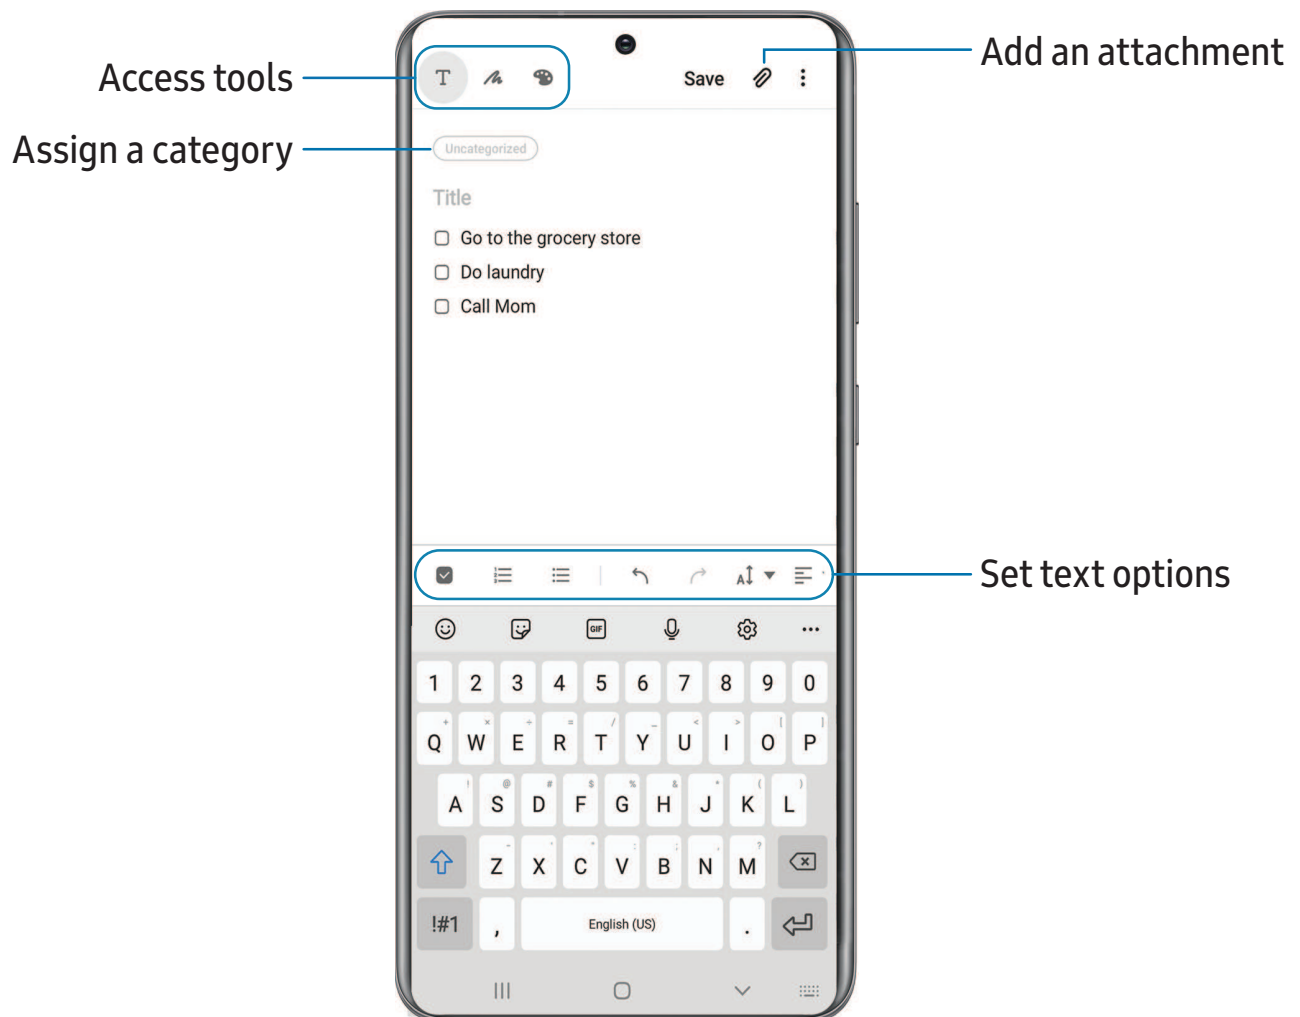 Add an attachment
Access tools
T
Save
Assign a category
Uncategorized
Title
Go to the grocery store
Do laundry
Call Mom
Set text options
GIF
1 2 3 4 5 6 7 8 9 0
+ × ÷ = / _ < > [ ]
Q W E R T Y U I O P
! @ # $ % & * ( )
A S D F G H J K L
- ' " : ; , ?
Z X C V B N M
!#1 , English (US) .